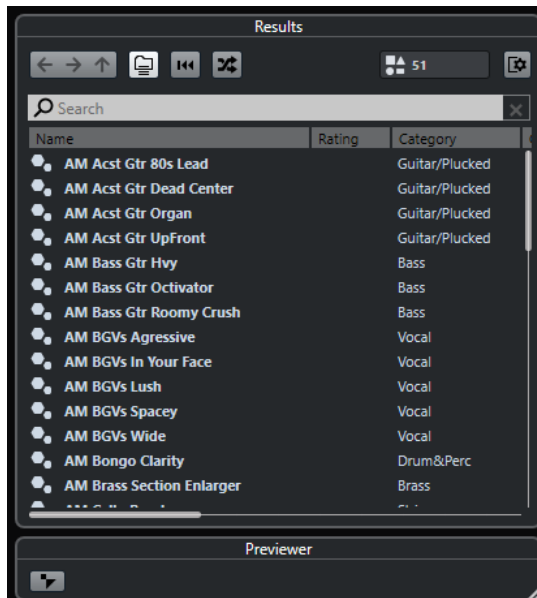 Results
51
Search
Name Rating Category
AM Acst Gtr 80s Lead Guitar/Plucked
AM Acst Gtr Dead Center Guitar/Plucked
AM Acst Gtr Organ Guitar/Plucked
AM Acst Gtr UpFront Guitar/Plucked
AM Bass Gtr Hvy Bass
AM Bass Gtr Octivator Bass
AM Bass Gtr Roomy Crush Bass
AM BGVs Agressive Vocal
AM BGVs In Your Face Vocal
AM BGVs Lush Vocal
AM BGVs Spacey Vocal
AM BGVs Wide Vocal
AM Bongo Clarity Drum&Perc
AM Brass Section Enlarger Brass
Previewer